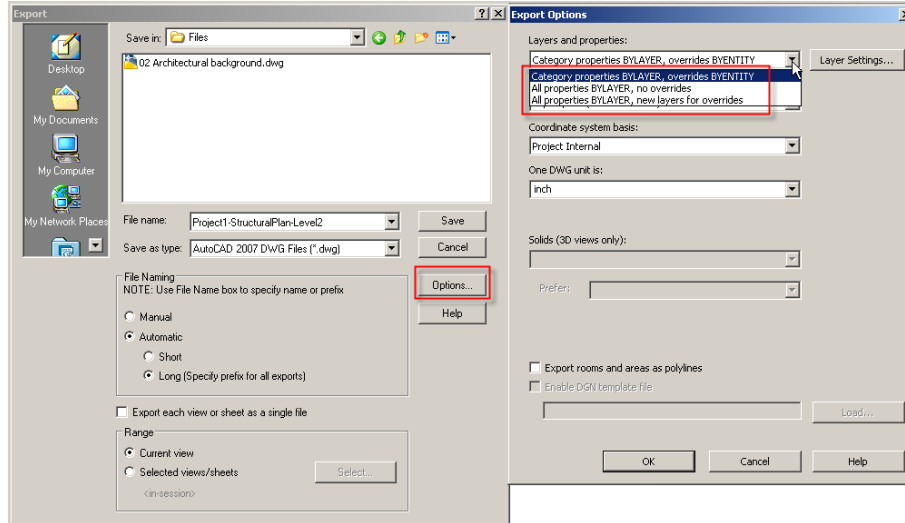 Export
Save in: Files
Desktop
My Documents
My Computer
My Network Places
02 Architectural background.dwg
File name: Project1-StructuralPlan-Level2
Save
Save as type: AutoCAD 2007 DWG Files (*.dwg)
Cancel
File Naming
NOTE: Use File Name box to specify name or prefix
Options...
Manual
Help
Automatic
Short
Long (Specify prefix for all exports)
Export each view or sheet as a single file
Range
Current view
Selected views/sheets
Select...
<in-session>
Export Options
Layers and properties:
Category properties BYLAYER, overrides BYENTITY
Layer Settings...
Category properties BYLAYER, overrides BYENTITY
All properties BYLAYER, no overrides
All properties BYLAYER, new layers for overrides
Coordinate system basis:
Project Internal
One DWG unit is:
inch
Solids (3D views only):
Prefer:
Export rooms and areas as polylines
Enable DGN template file
Load...
OK
Cancel
Help